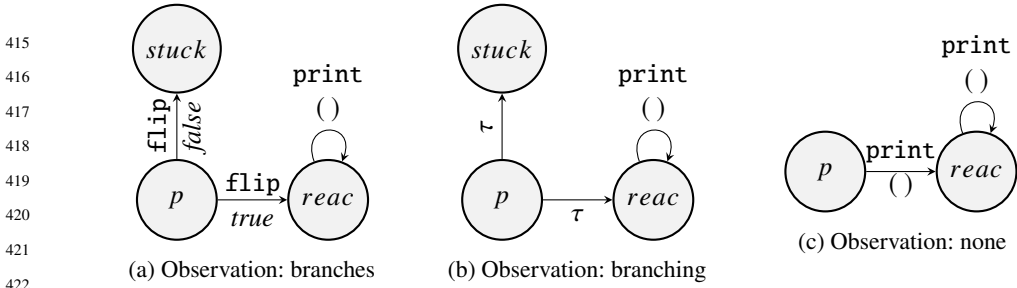 415
416
417
418
419
420
421
422
stuck
flip
false
p
flip
true
print
()
reac
(a) Observation: branches
stuck
τ
p
τ
print
()
reac
(b) Observation: branching
p
print
()
print
()
reac
(c) Observation: none